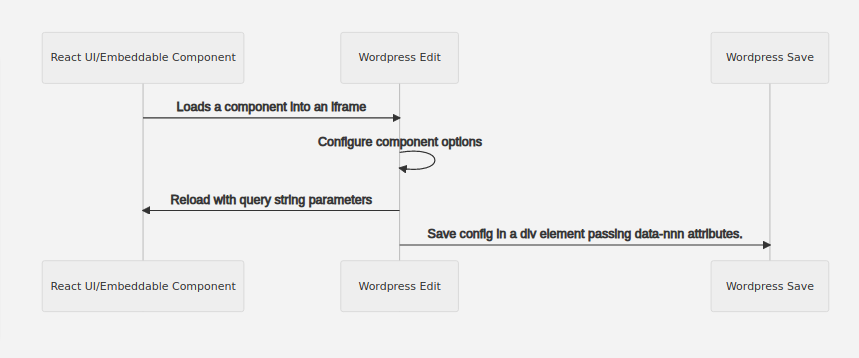 React UI/Embeddable Component
Wordpress Edit
Wordpress Save
Loads a component into an iframe
Configure component options
Reload with query string parameters
Save config in a div element passing data-nnn attributes.
React UI/Embeddable Component
Wordpress Edit
Wordpress Save